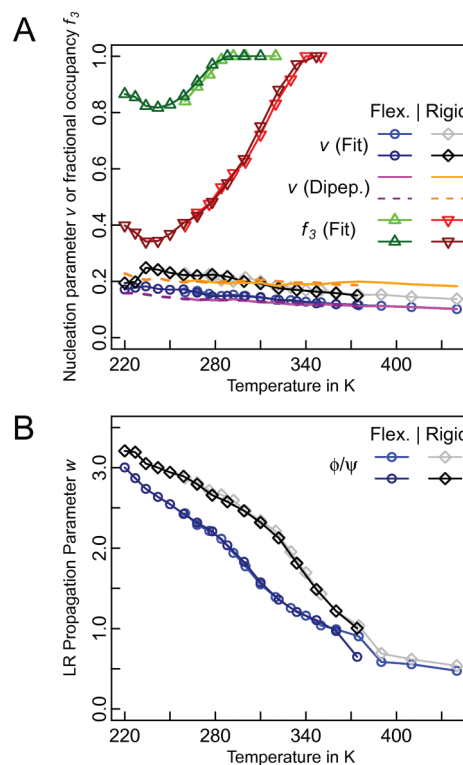 A
Nucleation parameter v or fractional occupancy f3
1.0
0.8
0.6
0.4
0.2
0.0
Flex. | Rigid
v (Fit)
v (Dipep.)
f3 (Fit)
220 280 340 400
Temperature in K
B
LR Propagation Parameter w
3.0
2.0
1.0
0.0
Flex. | Rigid
ϕ/ψ
220 280 340 400
Temperature in K